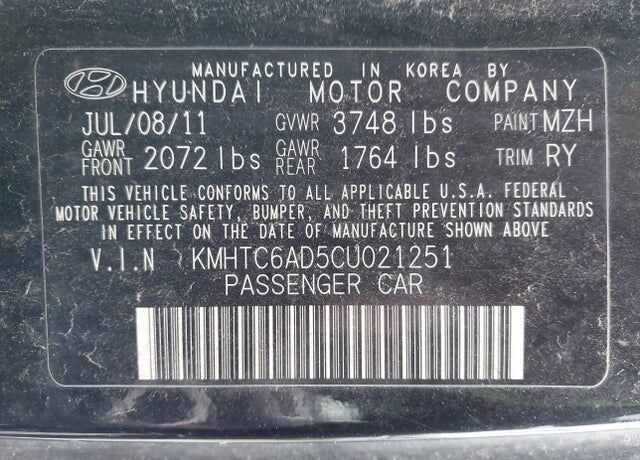 MANUFACTURED IN KOREA BY
HYUNDAI MOTOR COMPANY
JUL/08/11 GVWR 3748 lbs PAINT MZH
GAWR FRONT 2072 lbs GAWR REAR 1764 lbs TRIM RY
THIS VEHICLE CONFORMS TO ALL APPLICABLE U.S.A. FEDERAL
MOTOR VEHICLE SAFETY, BUMPER, AND THEFT PREVENTION STANDARDS
IN EFFECT ON THE DATE OF MANUFACTURE SHOWN ABOVE
V.I.N KMHTC6AD5CU021251
PASSENGER CAR